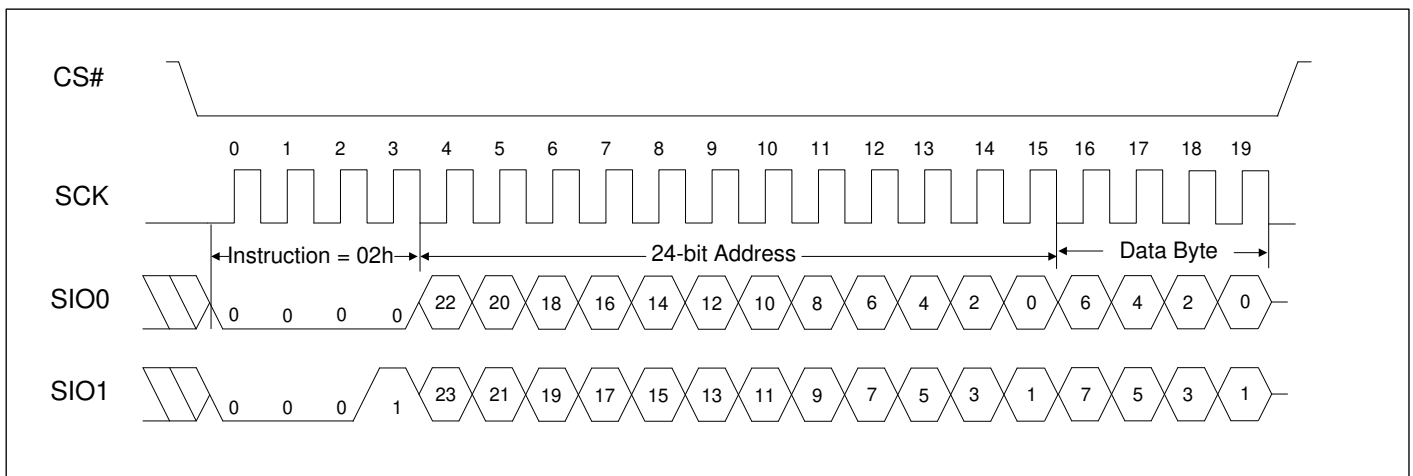 CS#
0 1 2 3 4 5 6 7 8 9 10 11 12 13 14 15 16 17 18 19
SCK
Instruction = 02h 24-bit Address Data Byte
SIO0
0 0 0 0 22 20 18 16 14 12 10 8 6 4 2 0 6 4 2 0
SIO1
0 0 0 1 23 21 19 17 15 13 11 9 7 5 3 1 7 5 3 1